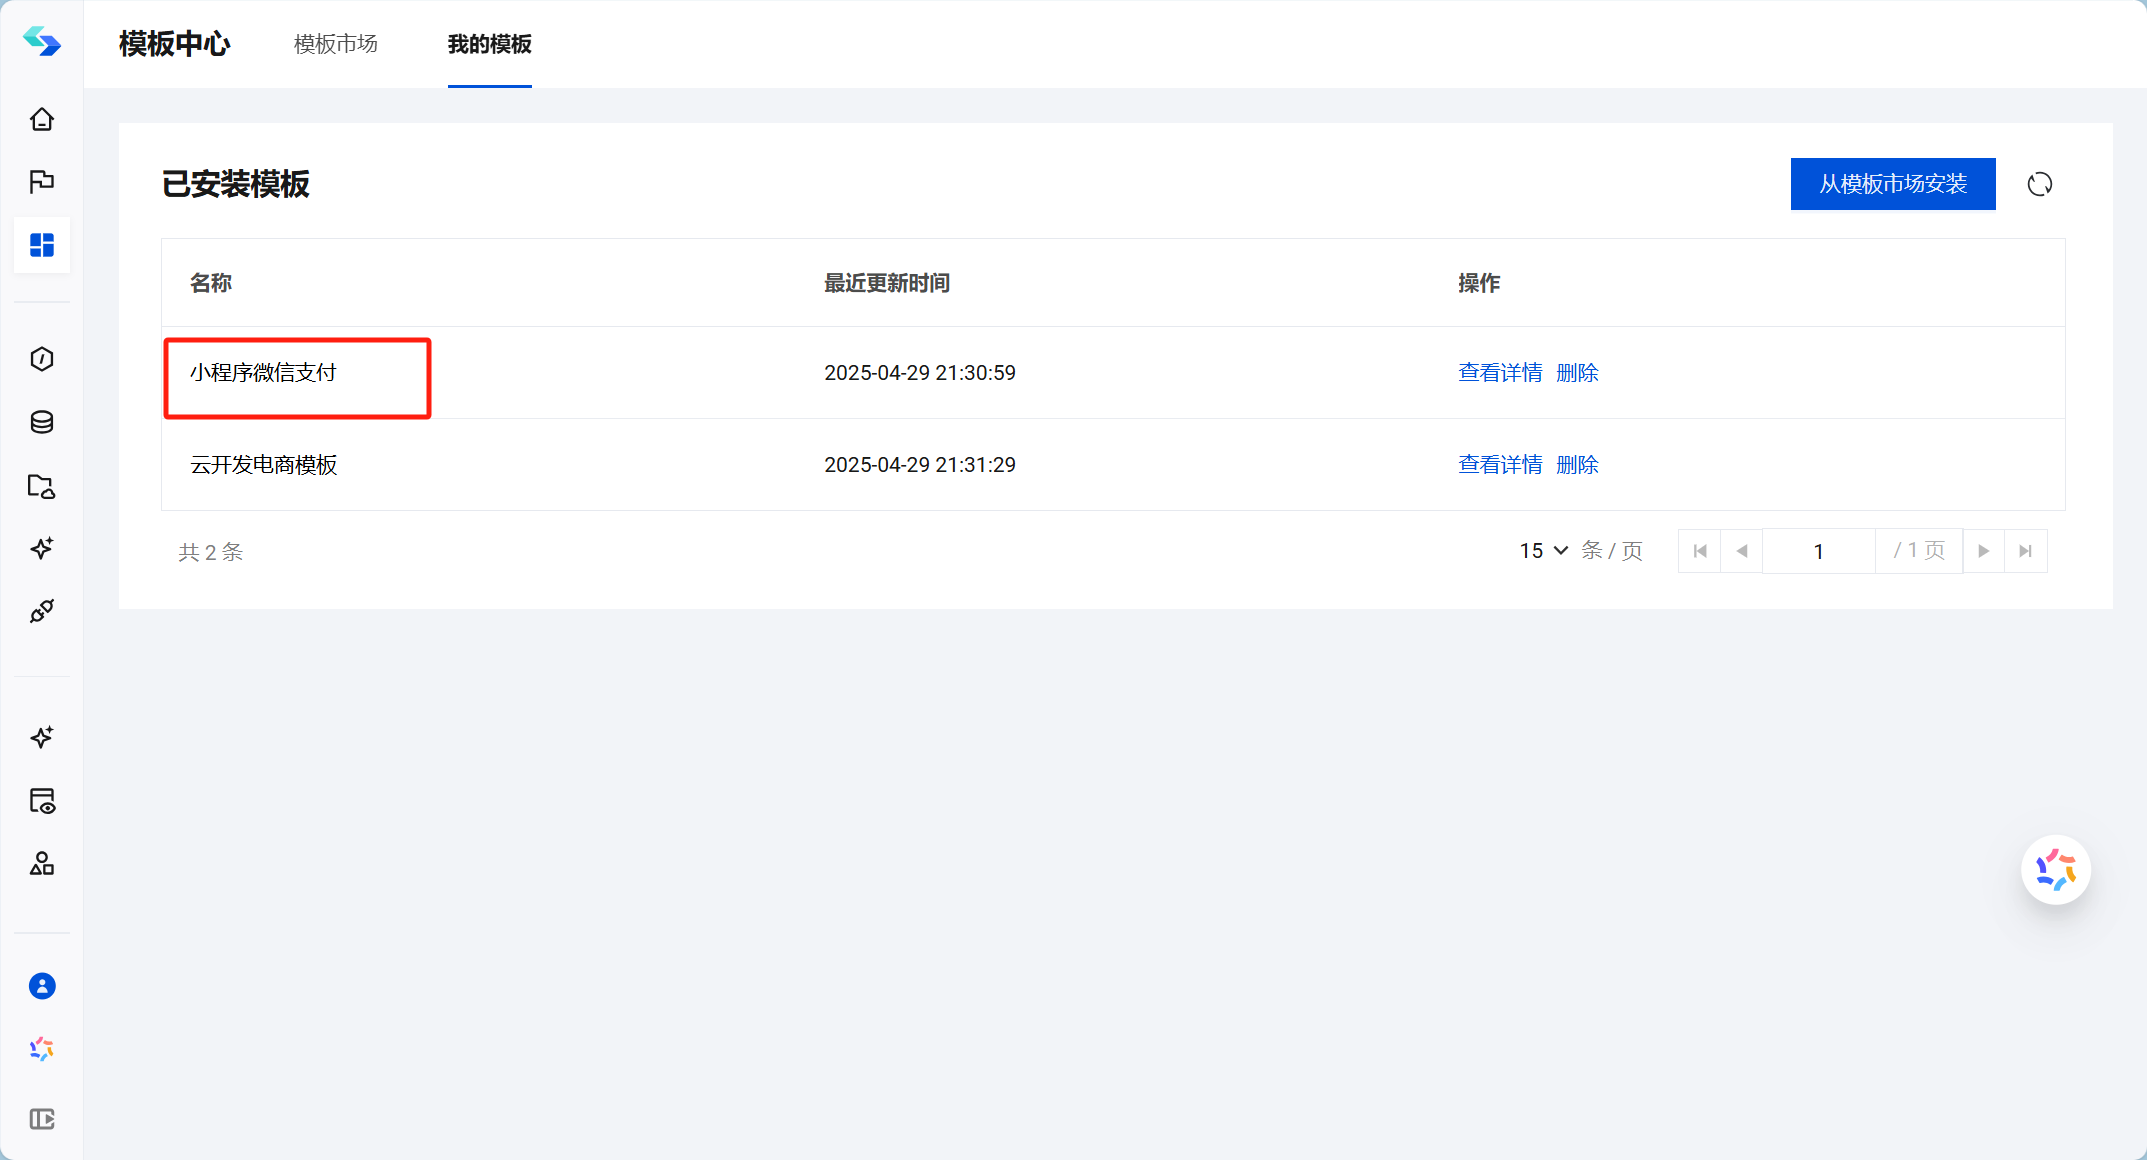 模板中心 模板市场 我的模板
已安装模板 从模板市场安装
名称 最近更新时间 操作
小程序微信支付 2025-04-29 21:30:59 查看详情 删除
云开发电商模板 2025-04-29 21:31:29 查看详情 删除
共 2 条 15 条 / 页 1 / 1 页